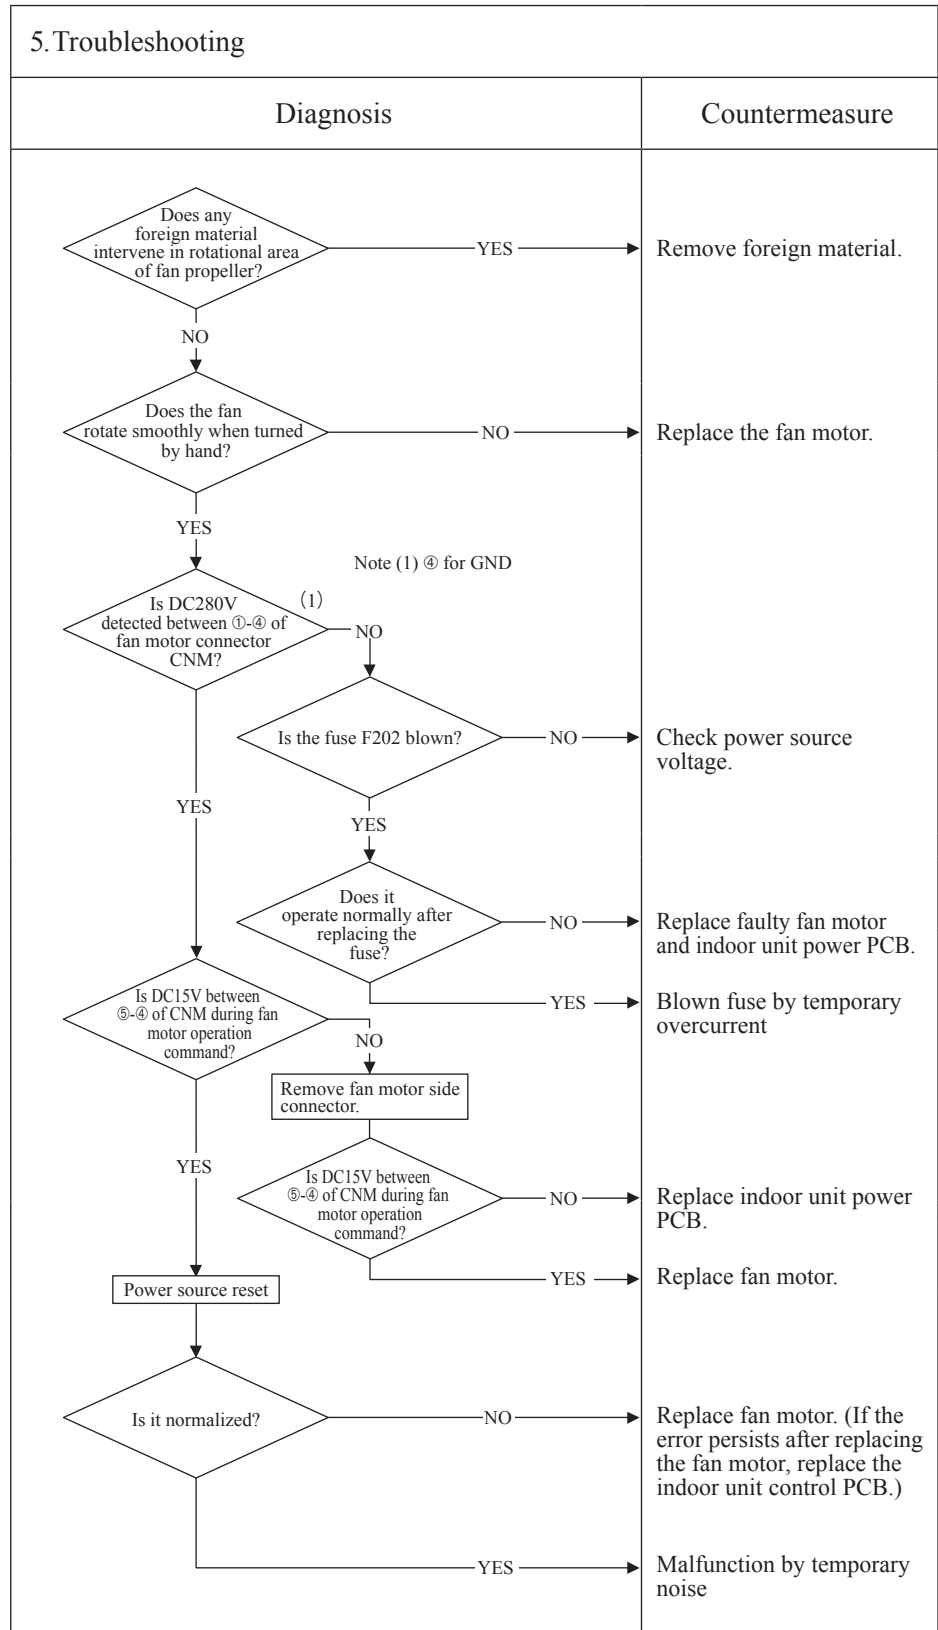 5.Troubleshooting
Diagnosis
Countermeasure
Does any
foreign material
intervene in rotational area
of fan propeller?
YES
Remove foreign material.
NO
Does the fan
rotate smoothly when turned
by hand?
NO
Replace the fan motor.
YES
Note (1) ④ for GND
Is DC280V
detected between ①-④ of
fan motor connector
CNM?
(1)
NO
Is the fuse F202 blown?
NO
Check power source
voltage.
YES
YES
Does it
operate normally after
replacing the
fuse?
NO
Replace faulty fan motor
and indoor unit power PCB.
YES
Blown fuse by temporary
overcurrent
Is DC15V between
⑤-④ of CNM during fan
motor operation
command?
NO
Remove fan motor side
connector.
YES
Is DC15V between
⑤-④ of CNM during fan
motor operation
command?
NO
Replace indoor unit power
PCB.
YES
Replace fan motor.
Power source reset
Is it normalized?
NO
Replace fan motor. (If the
error persists after replacing
the fan motor, replace the
indoor unit control PCB.)
YES
Malfunction by temporary
noise